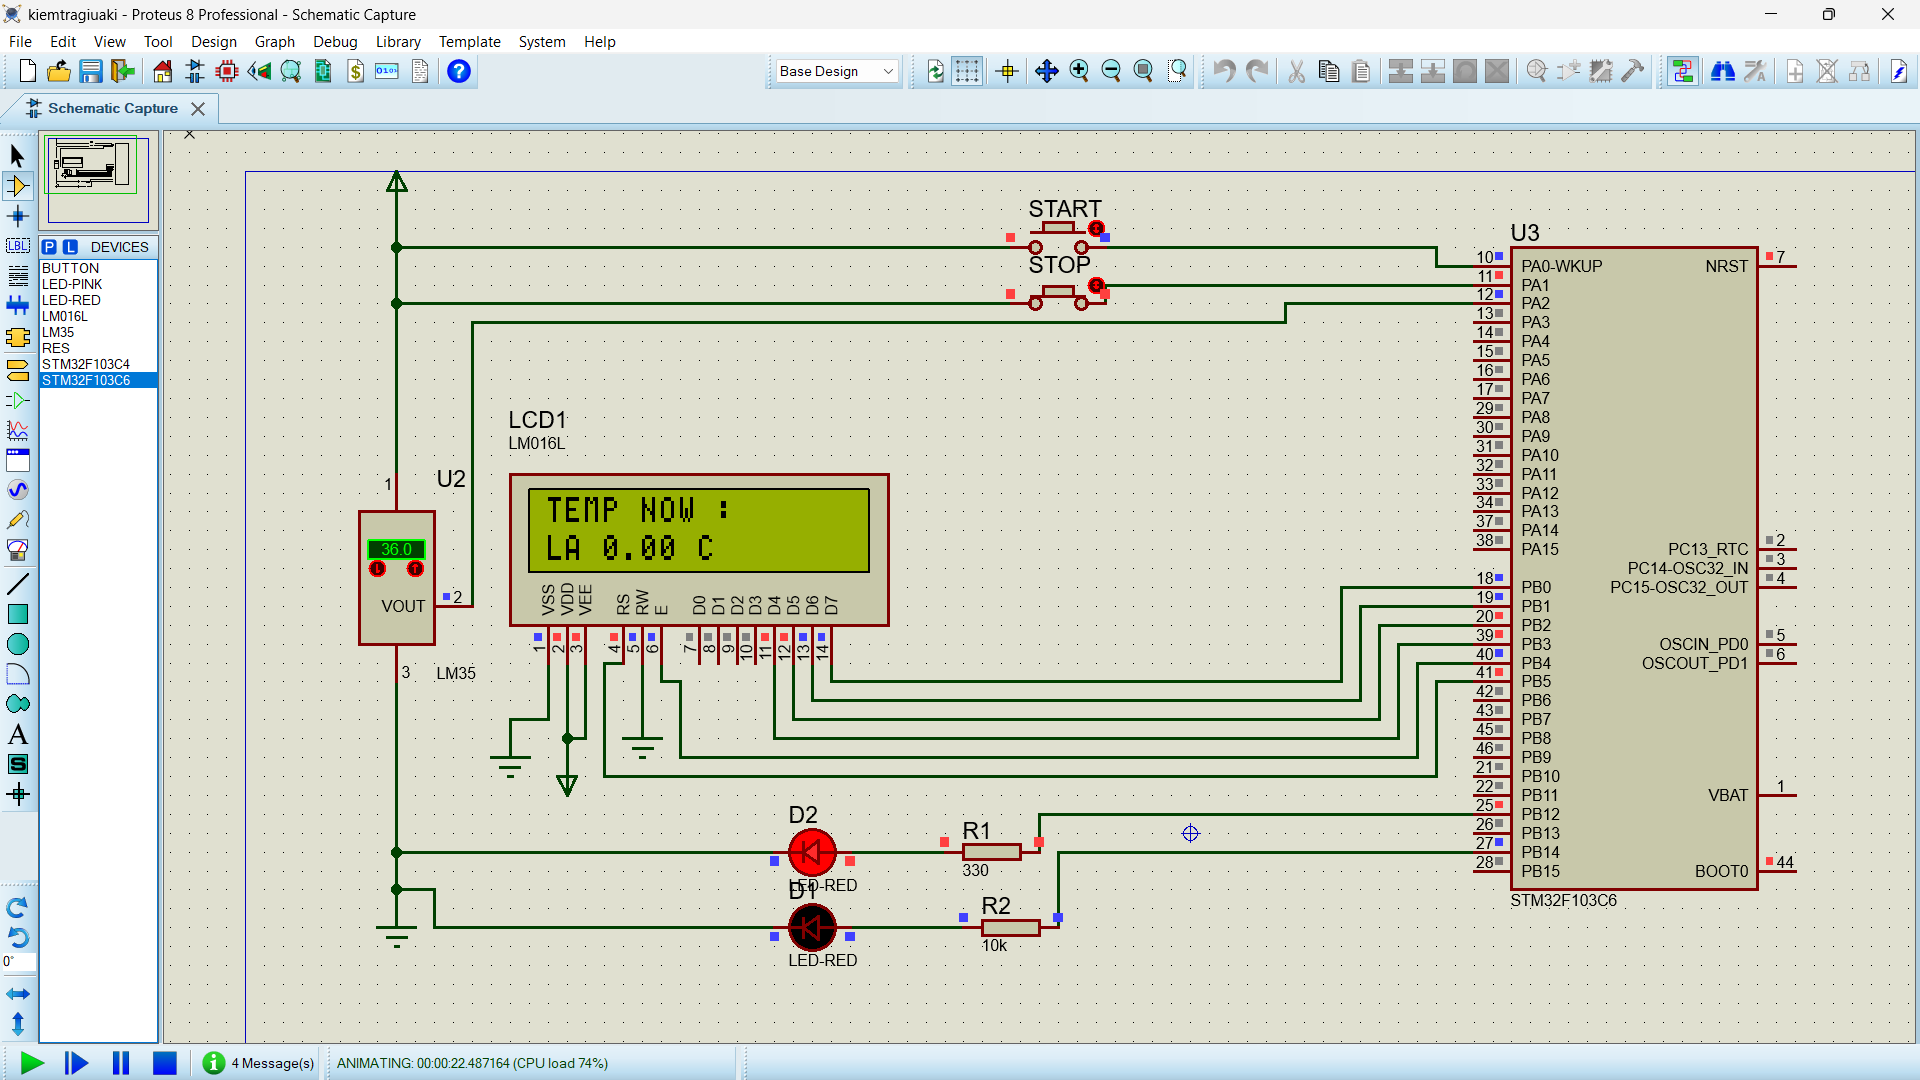 kiemtragiuaki - Proteus 8 Professional - Schematic Capture
File Edit View Tool Design Graph Debug Library Template System Help
Base Design
Schematic Capture
P L DEVICES
BUTTON
LED-PINK
LED-RED
LM016L
LM35
RES
STM32F103C4
STM32F103C6
LBL
A
S
0°
START
STOP
LCD1
LM016L
TEMP NOW :
LA 0.00 C
VSS VDD VEE RS RW E D0 D1 D2 D3 D4 D5 D6 D7
1 2 3 4 5 6 7 8 9 10 11 12 13 14
U2
1
36.0
VOUT 2
3
LM35
D2
LED-RED
R1
330
D1
LED-RED
R2
10k
U3
10 PA0-WKUP NRST 7
11 PA1
12 PA2
13 PA3
14 PA4
15 PA5
16 PA6
17 PA7
29 PA8
30 PA9
31 PA10
32 PA11
33 PA12
34 PA13
37 PA14
38 PA15 PC13_RTC 2
PC14-OSC32_IN 3
18 PB0 PC15-OSC32_OUT 4
19 PB1
20 PB2
39 PB3 OSCIN_PD0 5
40 PB4 OSCOUT_PD1 6
41 PB5
42 PB6
43 PB7
45 PB8
46 PB9
21 PB10
22 PB11 VBAT 1
25 PB12
26 PB13
27 PB14
28 PB15 BOOT0 44
STM32F103C6
4 Message(s) ANIMATING: 00:00:22.487164 (CPU load 74%)